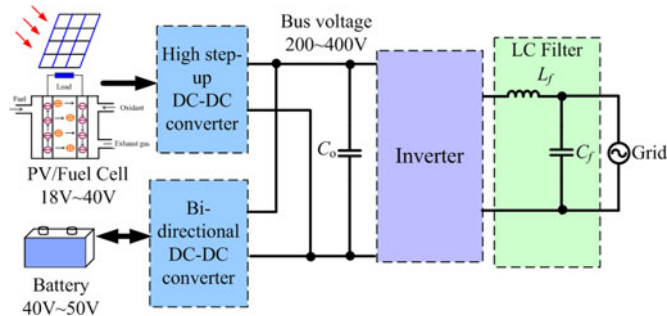 Load
Fuel
Oxidant
Exhaust gas
PV/Fuel Cell
18V~40V
High step-
up
DC-DC
converter
Bus voltage
200~400V
Co
Inverter
LC Filter
Lf
Cf
Grid
Battery
40V~50V
Bi-
directional
DC-DC
converter